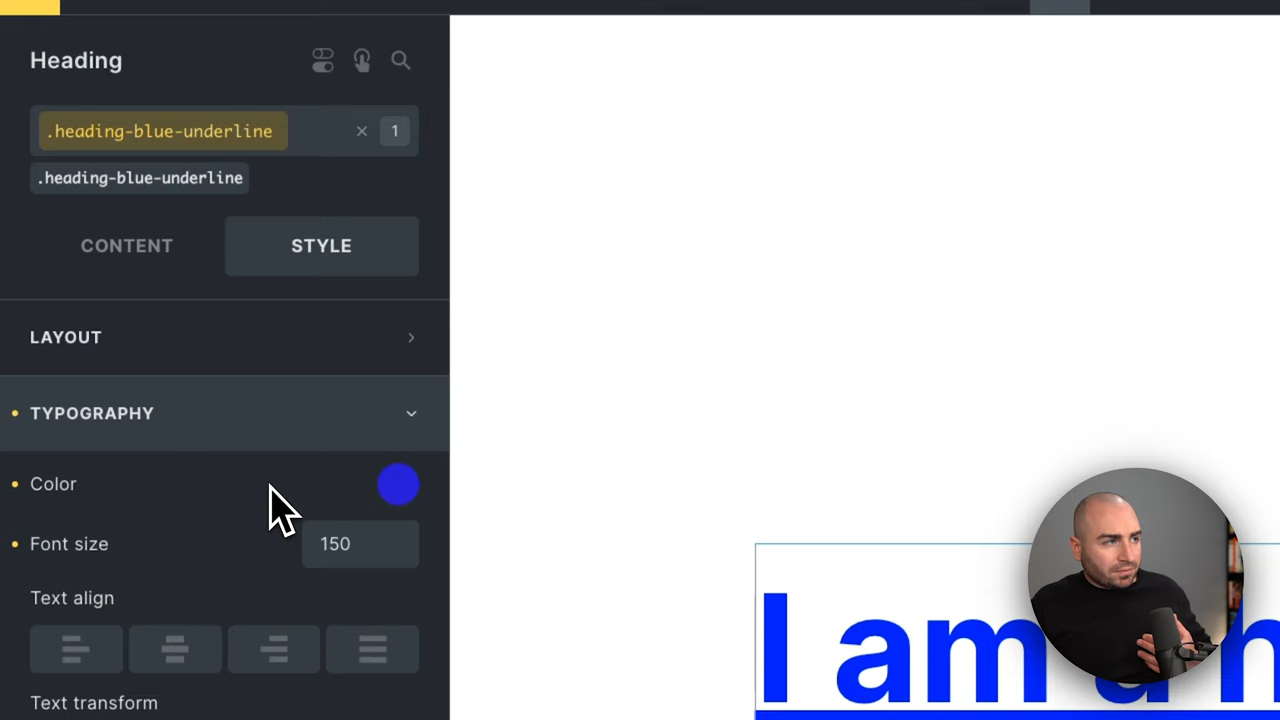 Heading
.heading-blue-underline
1
.heading-blue-underline
CONTENT
STYLE
LAYOUT
TYPOGRAPHY
Color
Font size
150
Text align
Text transform
I am a h